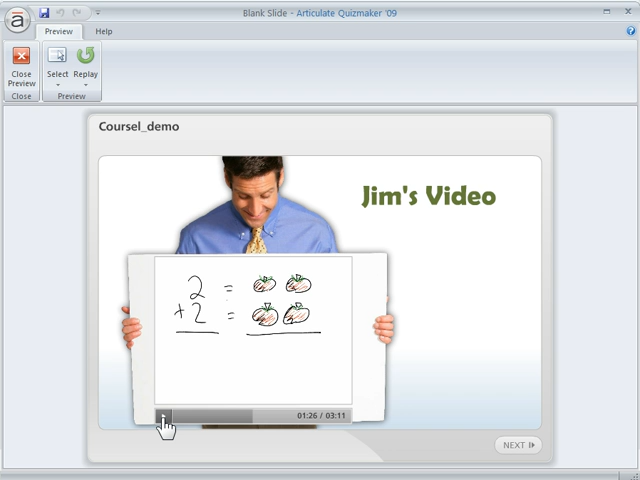 Blank Slide - Articulate Quizmaker '09
Preview
Help
Close Preview
Select
Replay
Close
Preview
Coursel_demo
Jim's Video
2 =
+2 =
01:26 / 03:11
NEXT